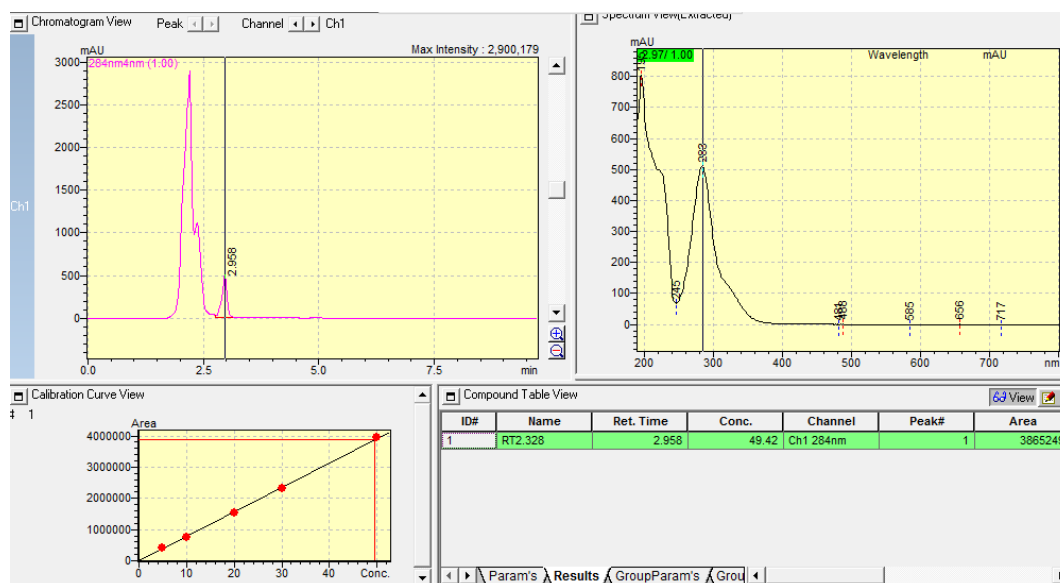 Chromatogram View Peak Channel Ch1
mAU
Max Intensity : 2,900,179
284nm4nm (1.00)
3000
2500
2000
1500
1000
500
0
2.958
0.0 2.5 5.0 7.5 min
Ch1
Spectrum View(Extracted)
mAU
2.97/ 1.00 Wavelength mAU
800
700
600
500
400
300
200
100
0
245
283
481
488
585
656
717
200 300 400 500 600 700 nm
Calibration Curve View
# 1
Area
4000000
3000000
2000000
1000000
0
0 10 20 30 40 Conc.
Compound Table View
View
ID# Name Ret. Time Conc. Channel Peak# Area
1 RT2.328 2.958 49.42 Ch1 284nm 1 3865249
Param's Results GroupParam's Grou